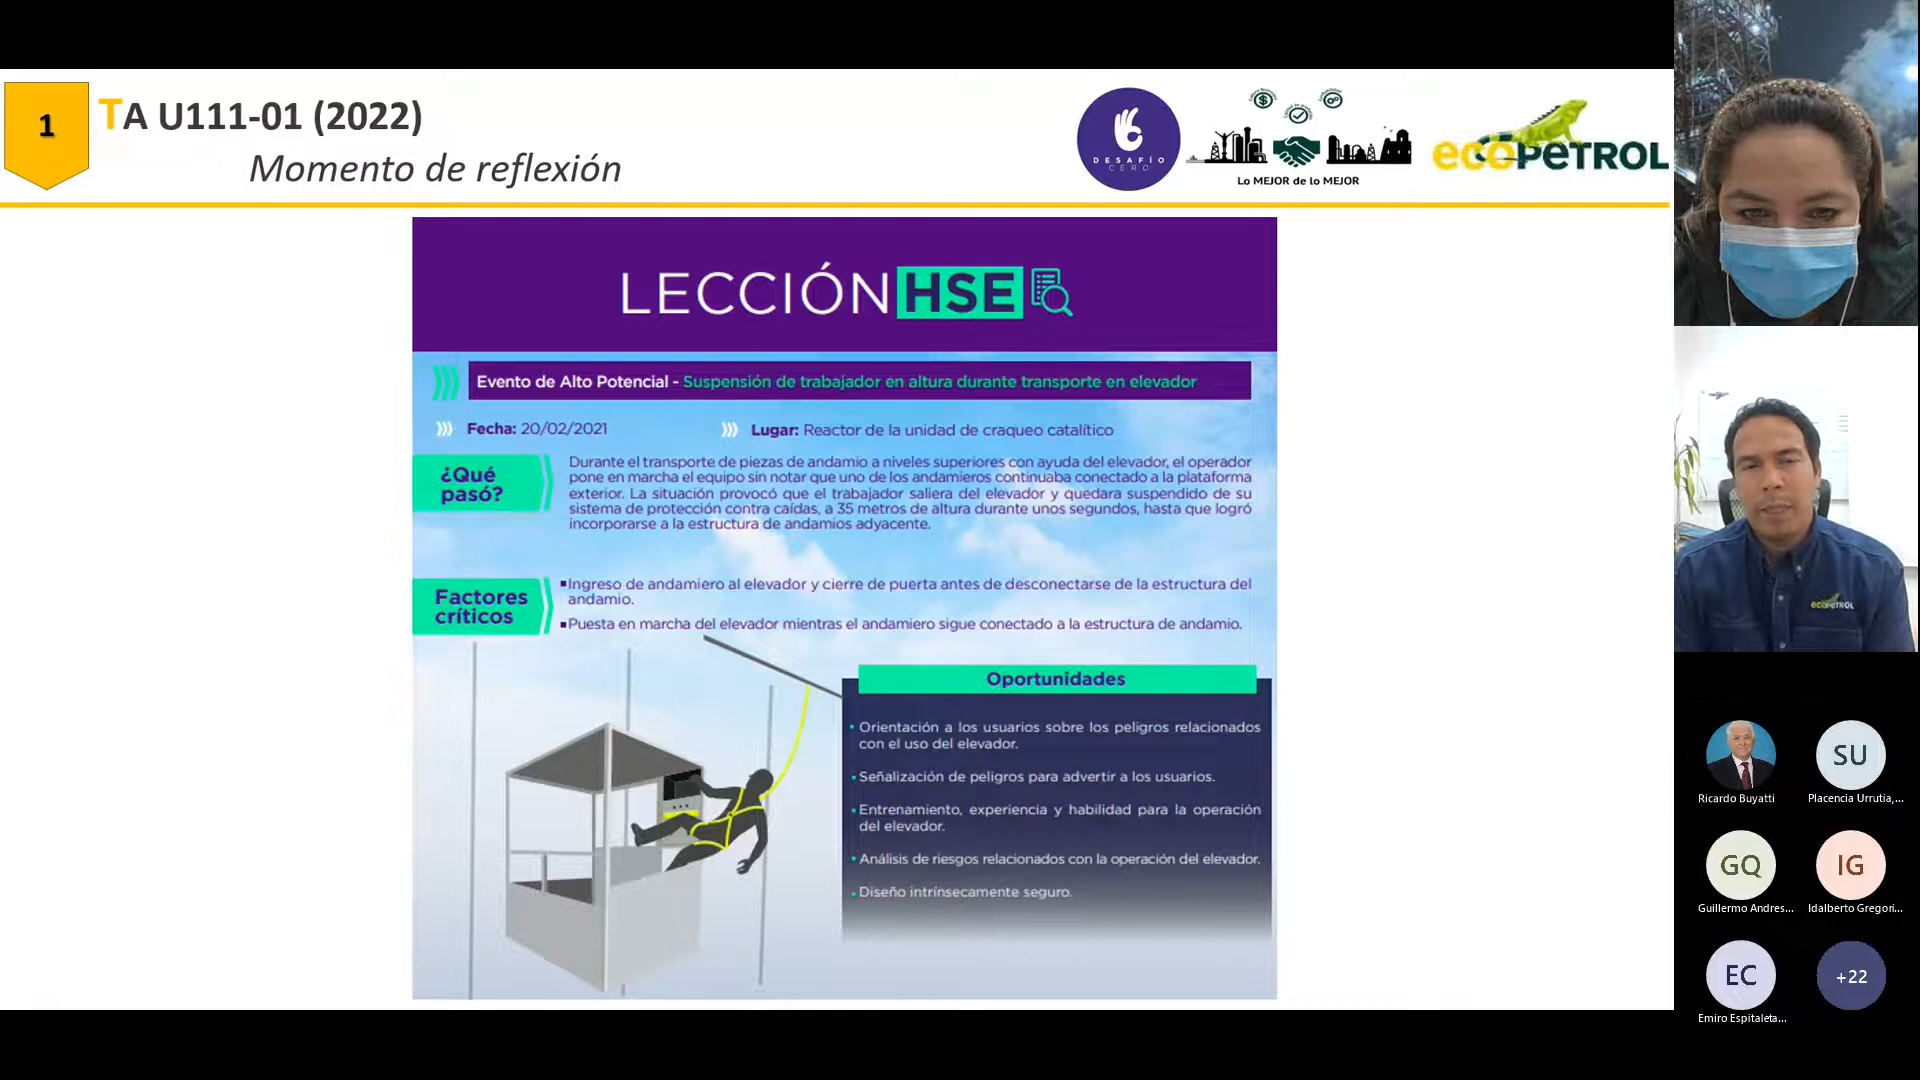 1
TA U111-01 (2022)
Momento de reflexión
DESAFÍO
CERO
Lo MEJOR de lo MEJOR
ecoPETROL
LECCIÓN HSE
Evento de Alto Potencial - Suspensión de trabajador en altura durante transporte en elevador
Fecha: 20/02/2021
Lugar: Reactor de la unidad de craqueo catalítico
¿Qué
pasó?
Durante el transporte de piezas de andamio a niveles superiores con ayuda del elevador, el operador
pone en marcha el equipo sin notar que uno de los andamieros continuaba conectado a la plataforma
exterior. La situación provocó que el trabajador saliera del elevador y quedara suspendido de su
sistema de protección contra caídas, a 35 metros de altura durante unos segundos, hasta que logró
incorporarse a la estructura de andamios adyacente.
Factores
críticos
▪Ingreso de andamiero al elevador y cierre de puerta antes de desconectarse de la estructura del
andamio.
▪Puesta en marcha del elevador mientras el andamiero sigue conectado a la estructura de andamio.
Oportunidades
• Orientación a los usuarios sobre los peligros relacionados
con el uso del elevador.
• Señalización de peligros para advertir a los usuarios.
• Entrenamiento, experiencia y habilidad para la operación
del elevador.
• Análisis de riesgos relacionados con la operación del elevador.
• Diseño intrínsecamente seguro.
ecoPETROL
SU
Ricardo Buyatti
Placencia Urrutia,...
GQ
IG
Guillermo Andres...
Idalberto Gregori...
EC
+22
Emiro Espitaleta...